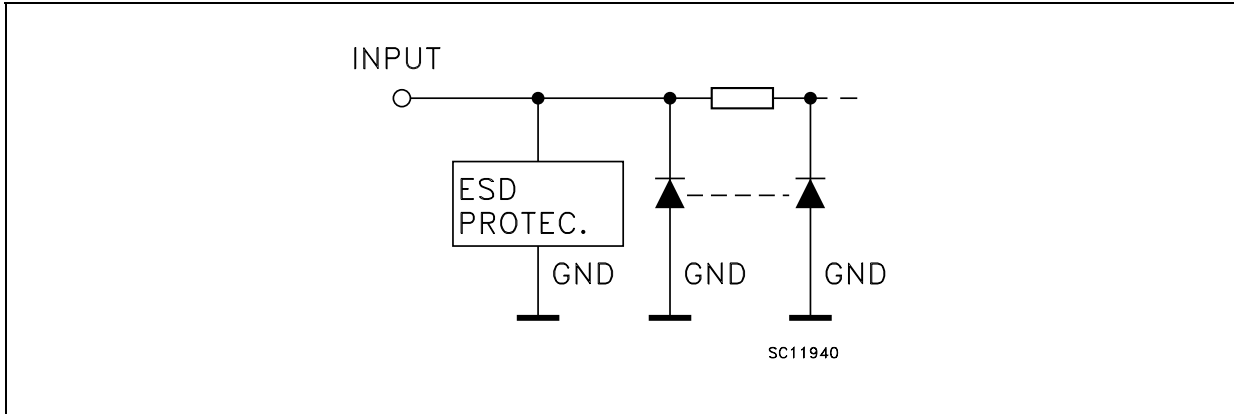 INPUT
ESD
PROTEC.
GND
GND
GND
SC11940